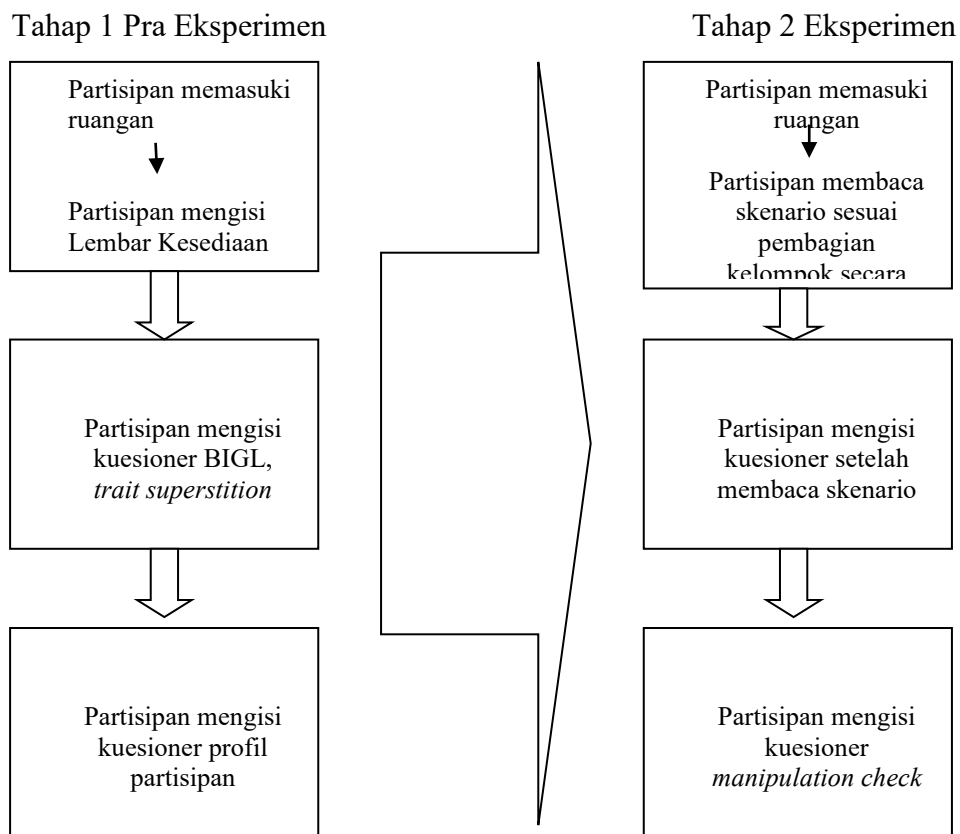 Tahap 1 Pra Eksperimen
Partisipan memasuki
ruangan
Partisipan mengisi
Lembar Kesediaan
Partisipan mengisi
kuesioner BIGL,
trait superstition
Partisipan mengisi
kuesioner profil
partisipan
Tahap 2 Eksperimen
Partisipan memasuki
ruangan
Partisipan membaca
skenario sesuai
pembagian
kelompok secara
Partisipan mengisi
kuesioner setelah
membaca skenario
Partisipan mengisi
kuesioner
manipulation check